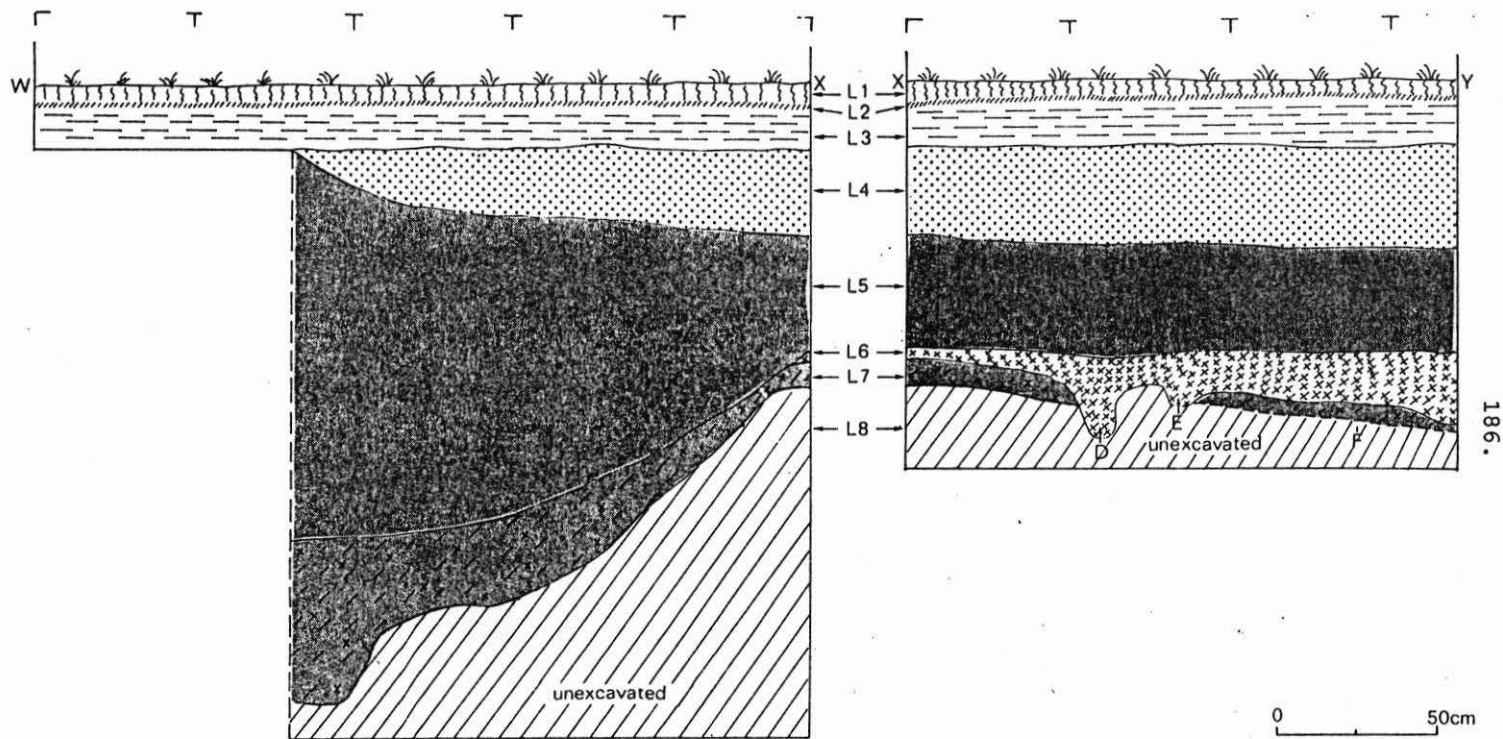 W
X
X
Y
L1
L2
L3
L4
L5
L6
L7
L8
D
E
F
unexcavated
unexcavated
0 50cm
186.